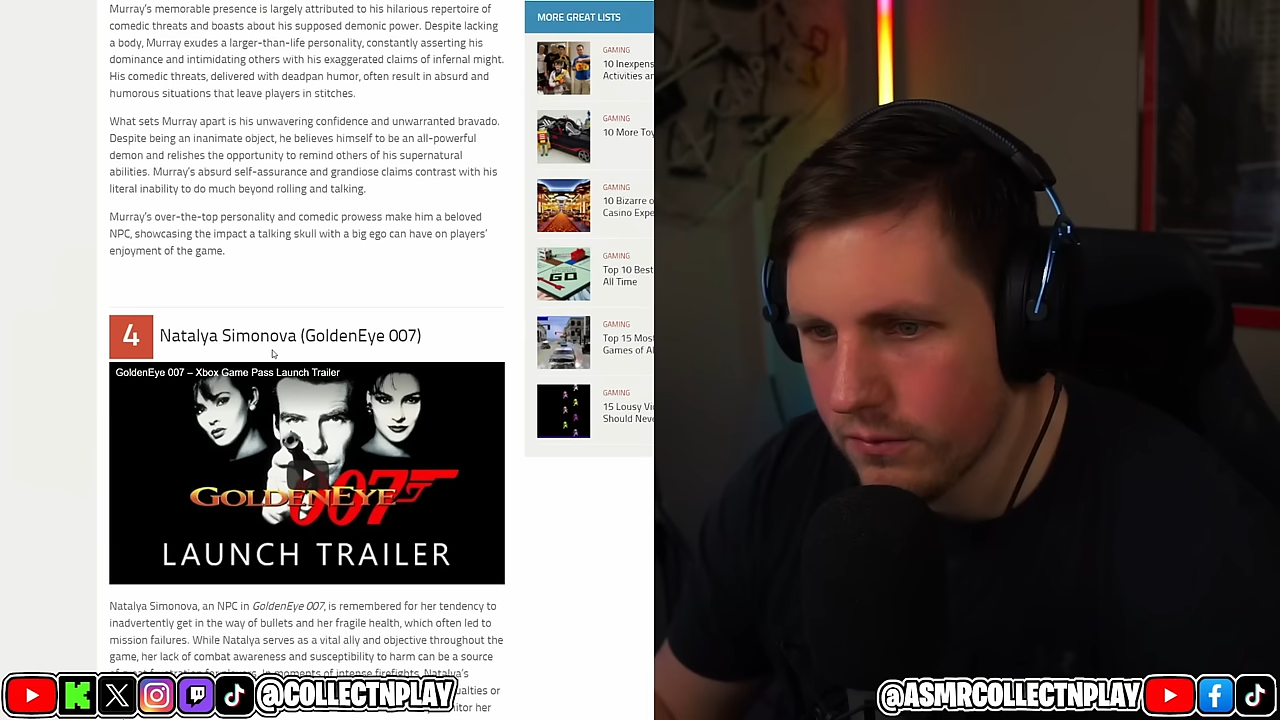 Murray's memorable presence is largely attributed to his hilarious repertoire of
comedic threats and boasts about his supposed demonic power. Despite lacking
a body, Murray exudes a larger-than-life personality, constantly asserting his
dominance and intimidating others with his exaggerated claims of infernal might.
His comedic threats, delivered with deadpan humor, often result in absurd and
humorous situations that leave players in stitches.
What sets Murray apart is his unwavering confidence and unwarranted bravado.
Despite being an inanimate object, he believes himself to be an all-powerful
demon and relishes the opportunity to remind others of his supernatural
abilities. Murray's absurd self-assurance and grandiose claims contrast with his
literal inability to do much beyond rolling and talking.
Murray's over-the-top personality and comedic prowess make him a beloved
NPC, showcasing the impact a talking skull with a big ego can have on players'
enjoyment of the game.
4 Natalya Simonova (GoldenEye 007)
GoldenEye 007 – Xbox Game Pass Launch Trailer
GOLDENEYE 007
LAUNCH TRAILER
Natalya Simonova, an NPC in GoldenEye 007, is remembered for her tendency to
inadvertently get in the way of bullets and her fragile health, which often led to
mission failures. While Natalya serves as a vital ally and objective throughout the
game, her lack of combat awareness and susceptibility to harm can be a source
MORE GREAT LISTS
GAMING
10 Inexpens
Activities an
GAMING
10 More Toy
GAMING
10 Bizarre o
Casino Expe
GAMING
GO
Top 10 Best
All Time
GAMING
Top 15 Mos
Games of Al
GAMING
15 Lousy Vi
Should Neve
@COLLECTNPLAY
@ASMRCOLLECTNPLAY